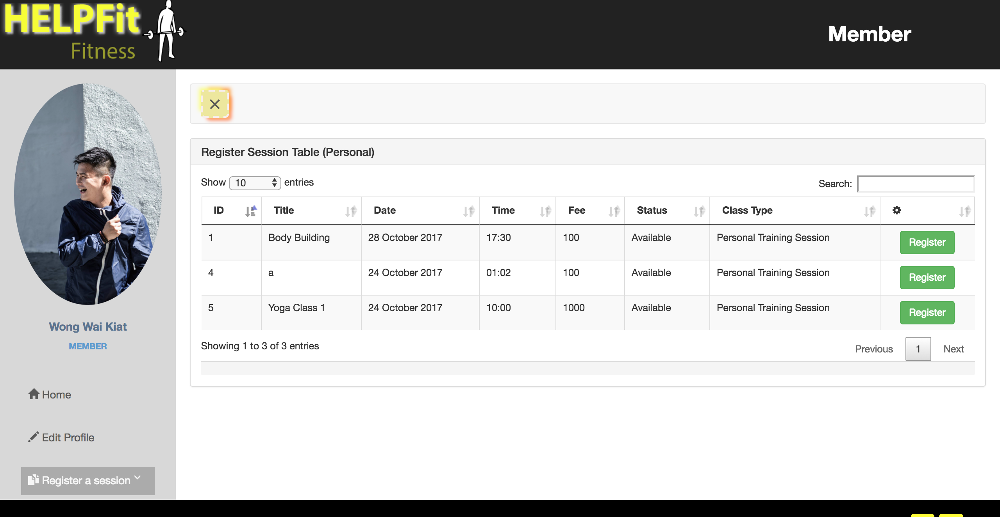 HELPFit
Fitness
Member
Wong Wai Kiat
MEMBER
Home
Edit Profile
Register a session
Register Session Table (Personal)
Show 10 entries
Search:
ID Title Date Time Fee Status Class Type
1 Body Building 28 October 2017 17:30 100 Available Personal Training Session Register
4 a 24 October 2017 01:02 100 Available Personal Training Session Register
5 Yoga Class 1 24 October 2017 10:00 1000 Available Personal Training Session Register
Showing 1 to 3 of 3 entries
Previous 1 Next